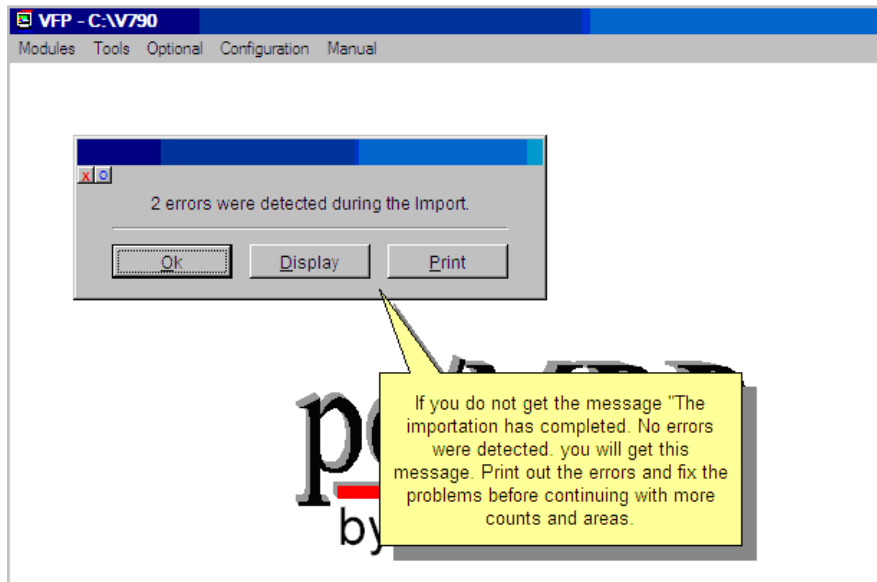 VFP - C:\V790
Modules Tools Optional Configuration Manual
X O
2 errors were detected during the Import.
Ok Display Print
If you do not get the message "The
importation has completed. No errors
were detected. you will get this
message. Print out the errors and fix the
problems before continuing with more
counts and areas.
by